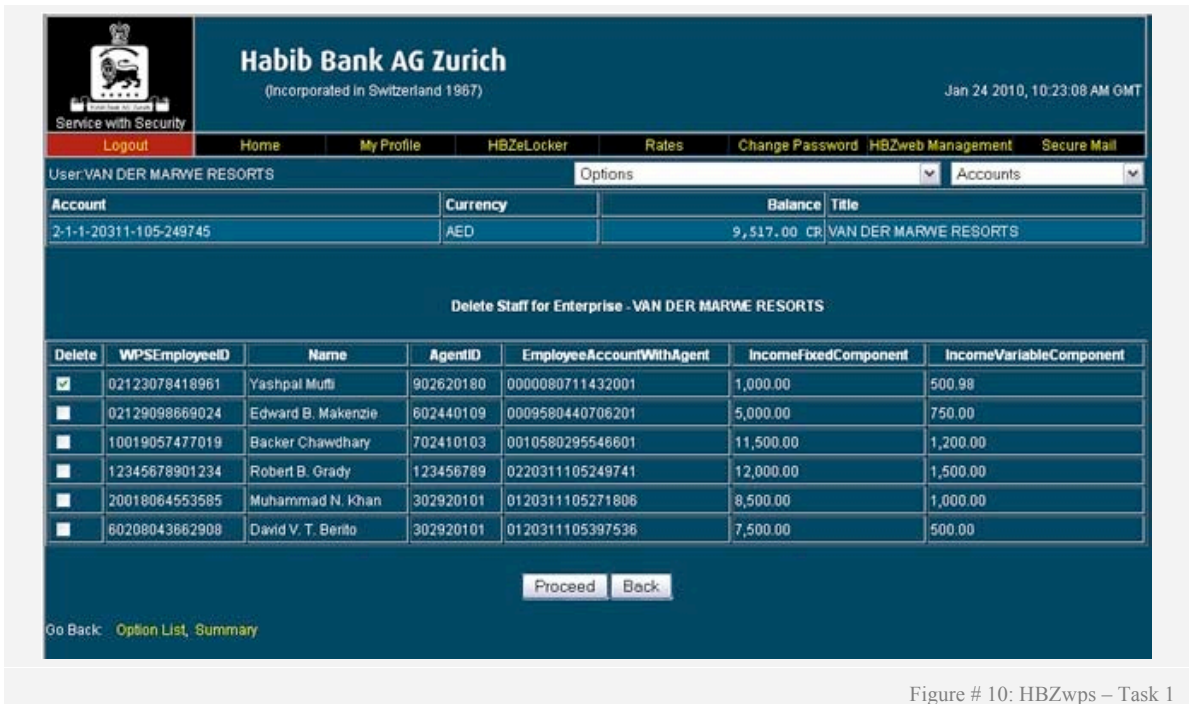 Habib Bank AG Zurich
(Incorporated in Switzerland 1967)
Jan 24 2010, 10:23:08 AM GMT
Service with Security
Logout Home My Profile HBZeLocker Rates Change Password HBZweb Management Secure Mail
User:VAN DER MARWE RESORTS Options Accounts
Account Currency Balance Title
2-1-1-20311-105-249745 AED 9,517.00 CR VAN DER MARWE RESORTS
Delete Staff for Enterprise - VAN DER MARWE RESORTS
Delete WPSEmployeeID Name AgentID EmployeeAccountWithAgent IncomeFixedComponent IncomeVariableComponent
02123078418961 Yashpal Mufti 902620180 0000080711432001 1,000.00 500.98
02129098669024 Edward B. Makenzie 602440109 0009580440706201 5,000.00 750.00
10019057477019 Backer Chawdhary 702410103 0010580295546601 11,500.00 1,200.00
12345678901234 Robert B. Grady 123456789 0220311105249741 12,000.00 1,500.00
20018064553585 Muhammad N. Khan 302920101 0120311105271806 8,500.00 1,000.00
60208043662908 David V. T. Berito 302920101 0120311105397536 7,500.00 500.00
Proceed Back
Go Back: Option List, Summary
Figure # 10: HBZwps – Task 1